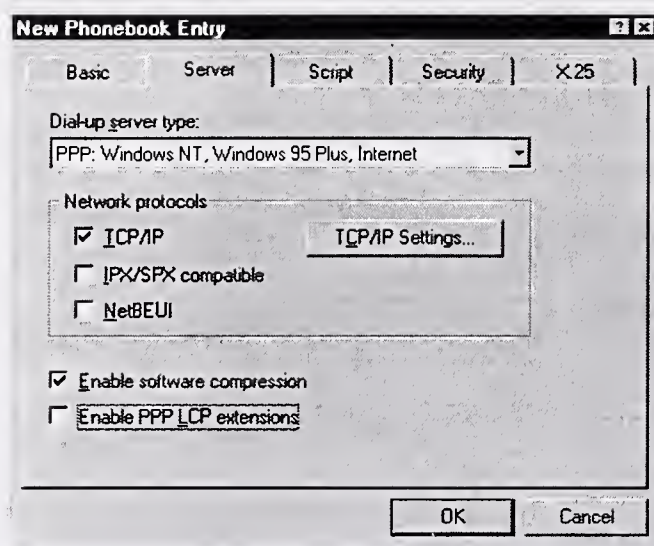 New Phonebook Entry
Basic Server Script Security X.25
Dial-up server type:
PPP: Windows NT, Windows 95 Plus, Internet
Network protocols
TCP/IP TCP/IP Settings...
IPX/SPX compatible
NetBEUI
Enable software compression
Enable PPP LCP extensions
OK Cancel